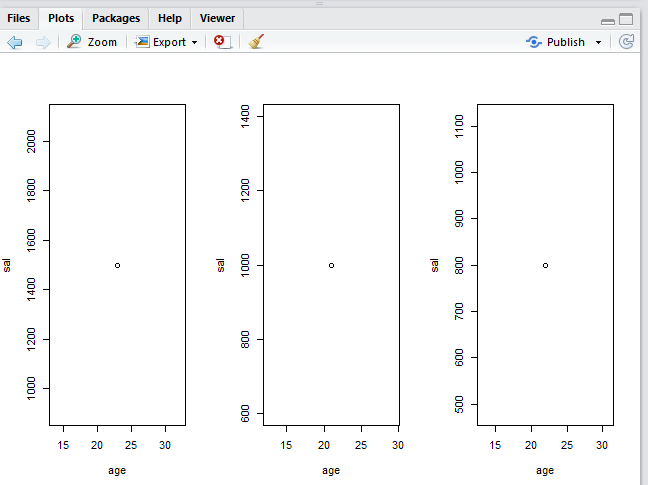 Files Plots Packages Help Viewer
Zoom Export Publish
sal
2000
1800
1600
1400
1200
1000
15 20 25 30
age
sal
1400
1200
1000
800
600
15 20 25 30
age
sal
1100
1000
900
800
700
600
500
15 20 25 30
age